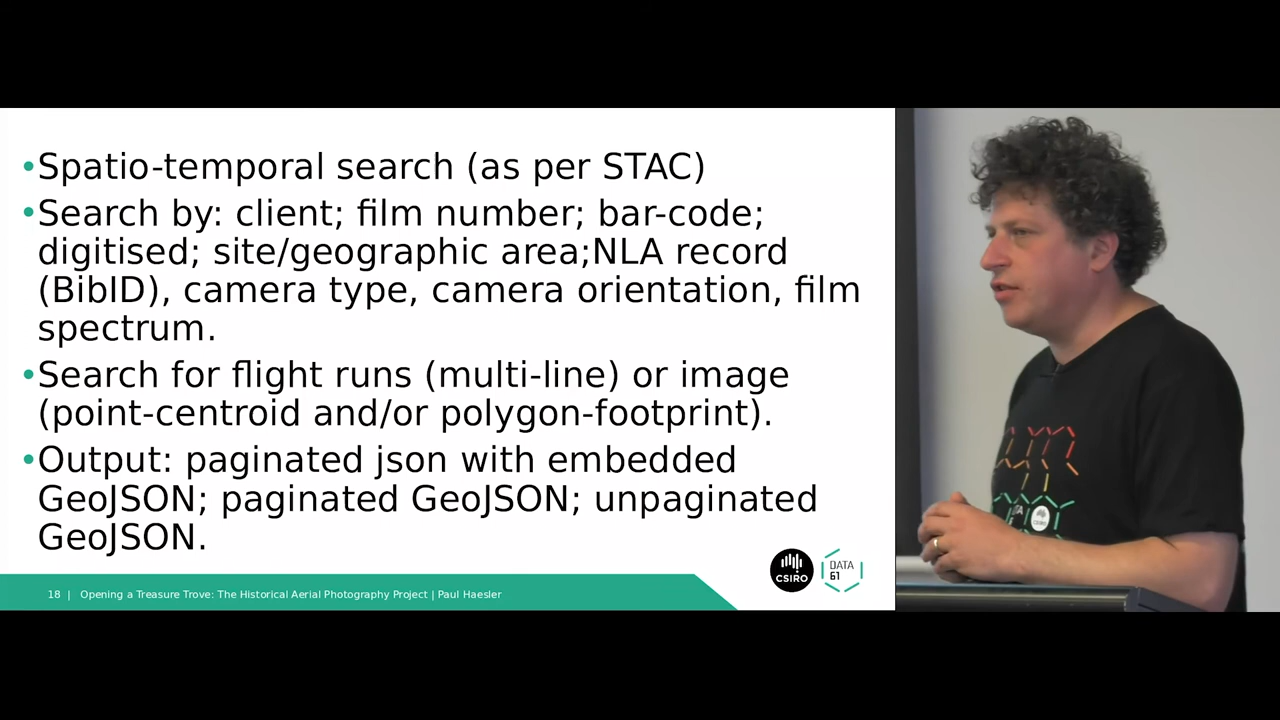 •Spatio-temporal search (as per STAC)
•Search by: client; film number; bar-code;
digitised; site/geographic area;NLA record
(BibID), camera type, camera orientation, film
spectrum.
•Search for flight runs (multi-line) or image
(point-centroid and/or polygon-footprint).
•Output: paginated json with embedded
GeoJSON; paginated GeoJSON; unpaginated
GeoJSON.
CSIRO
DATA
61
18 | Opening a Treasure Trove: The Historical Aerial Photography Project | Paul Haesler
CSIRO